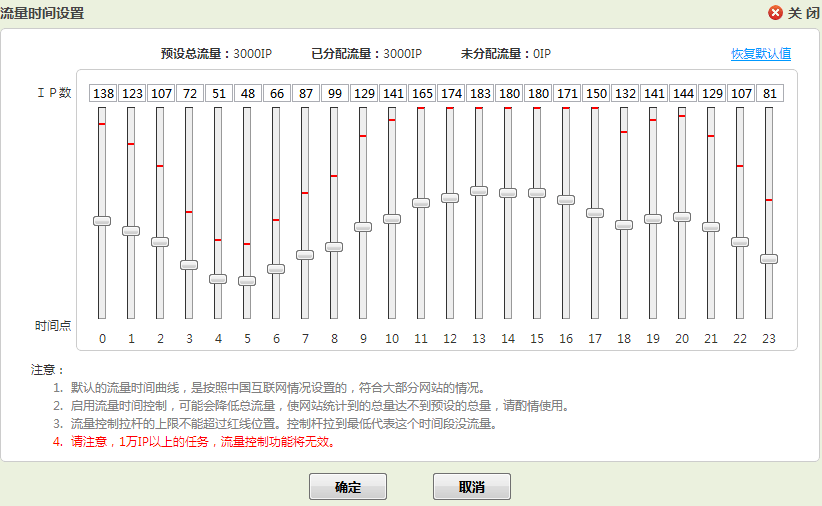 流量时间设置 关 闭
预设总流量：3000IP 已分配流量：3000IP 未分配流量：0IP 恢复默认值
IP数 138 123 107 72 51 48 66 87 99 129 141 165 174 183 180 180 171 150 132 141 144 129 107 81
时间点 0 1 2 3 4 5 6 7 8 9 10 11 12 13 14 15 16 17 18 19 20 21 22 23
注意：
1. 默认的流量时间曲线，是按照中国互联网情况设置的，符合大部分网站的情况。
2. 启用流量时间控制，可能会降低总流量，使网站统计到的总量达不到预设的总量，请酌情使用。
3. 流量控制拉杆的上限不能超过红线位置。控制杆拉到最低代表这个时间段没流量。
4. 请注意，1万IP以上的任务，流量控制功能将无效。
确定 取消